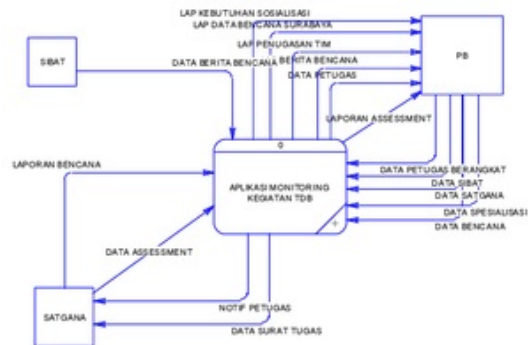 LAP KEBUTUHAN SOSIALISASI
LAP DATA BENCANA SURABAYA
LAP PENUGASAN TIM
BERITA BENCANA
DATA PETUGAS
DATA BERITA BENCANA
SIBAT
PB
LAPORAN ASSESSMENT
0
APLIKASI MONITORING
KEGIATAN TDB
+
LAPORAN BENCANA
DATA ASSESSMENT
DATA PETUGAS BERANGKAT
DATA SIBAT
DATA SATGANA
DATA SPESIALISASI
DATA BENCANA
SATGANA
NOTIF PETUGAS
DATA SURAT TUGAS